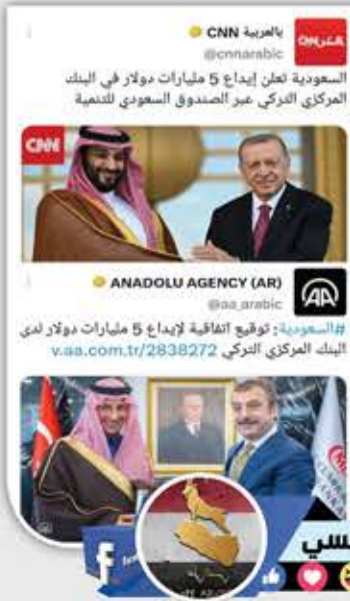 CNN بالعربية
@cnnarabic
السعودية تعلن إيداع 5 مليارات دولار في البنك
المركزي التركي عبر الصندوق السعودي للتنمية
CNN
ANADOLU AGENCY (AR)
@aa_arabic
#السعودية: توقيع اتفاقية لإيداع 5 مليارات دولار لدى
البنك المركزي التركي v.aa.com.tr/2838272